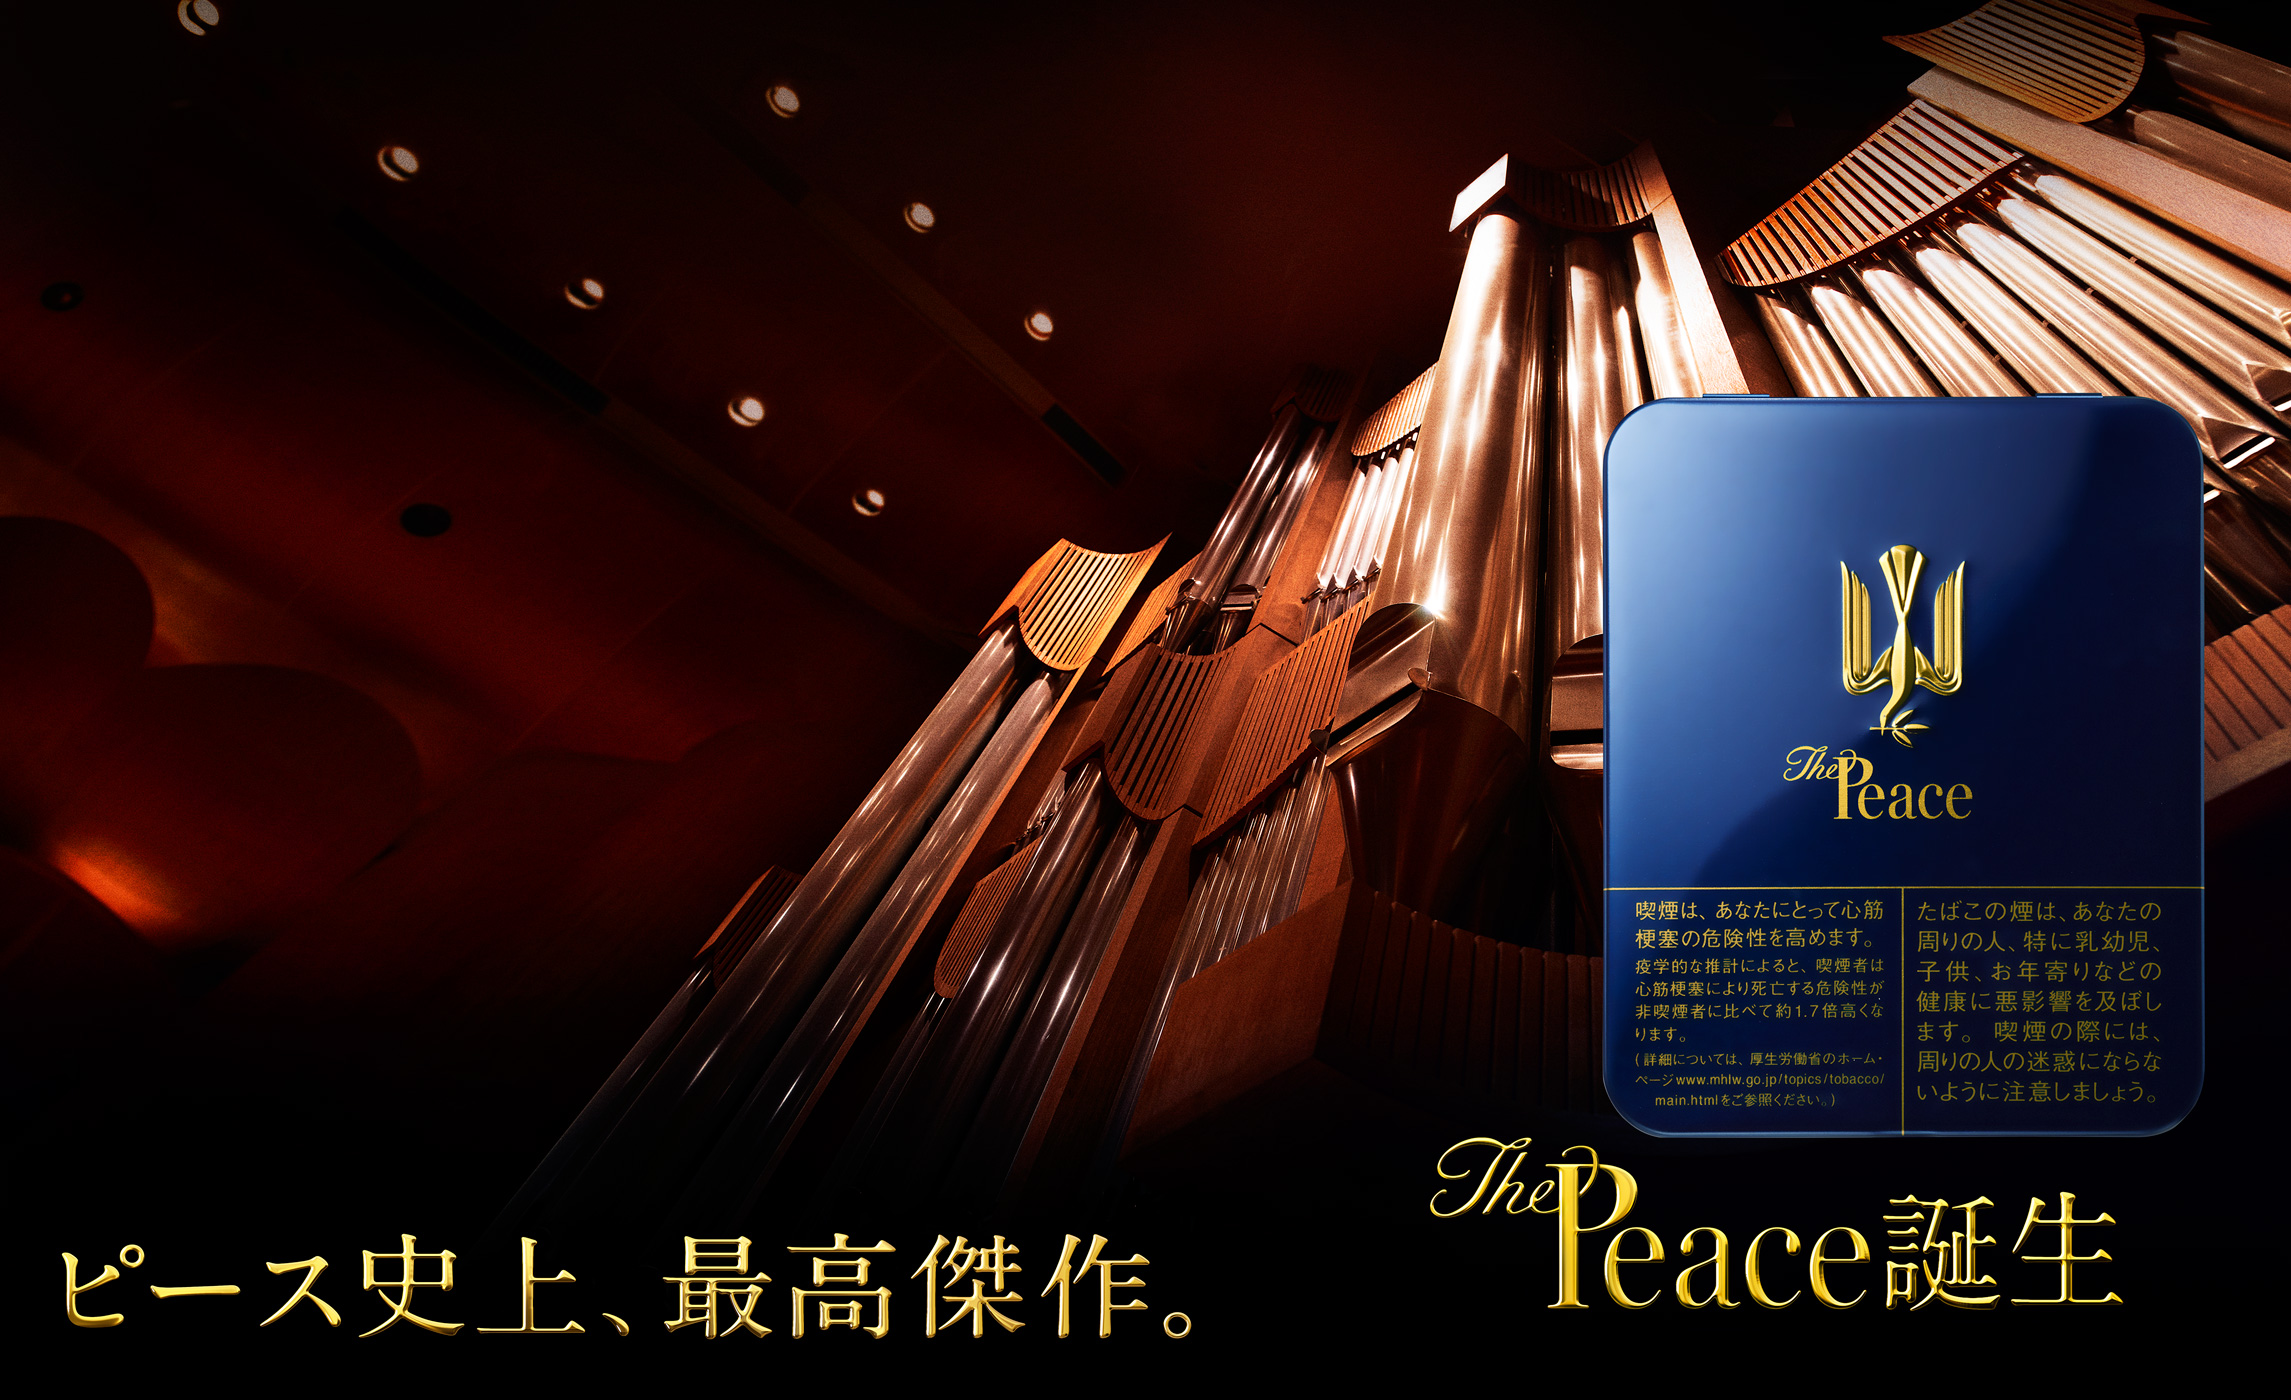 The Peace
喫煙は、あなたにとって心筋
梗塞の危険性を高めます。
疫学的な推計によると、喫煙者は
心筋梗塞により死亡する危険性が
非喫煙者に比べて約1.7倍高くな
ります。
(詳細については、厚生労働省のホーム・
ページwww.mhlw.go.jp/topics/tobacco/
main.htmlをご参照ください。)
たばこの煙は、あなたの
周りの人、特に乳幼児、
子供、お年寄りなどの
健康に悪影響を及ぼし
ます。喫煙の際には、
周りの人の迷惑にならな
いように注意しましょう。
The Peace誕生
ピース史上、最高傑作。